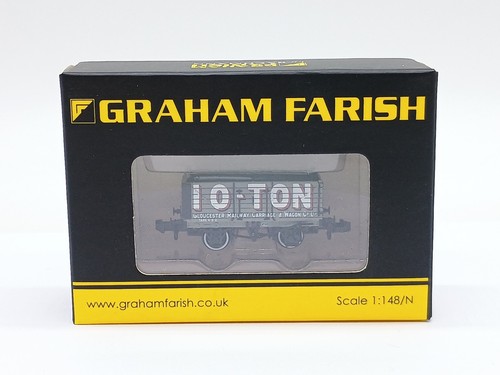 GRAHAM FARISH
10-TON
GLOUCESTER RAILWAY CARRIAGE & WAGON Co Ltd
www.grahamfarish.co.uk
Scale 1:148/N